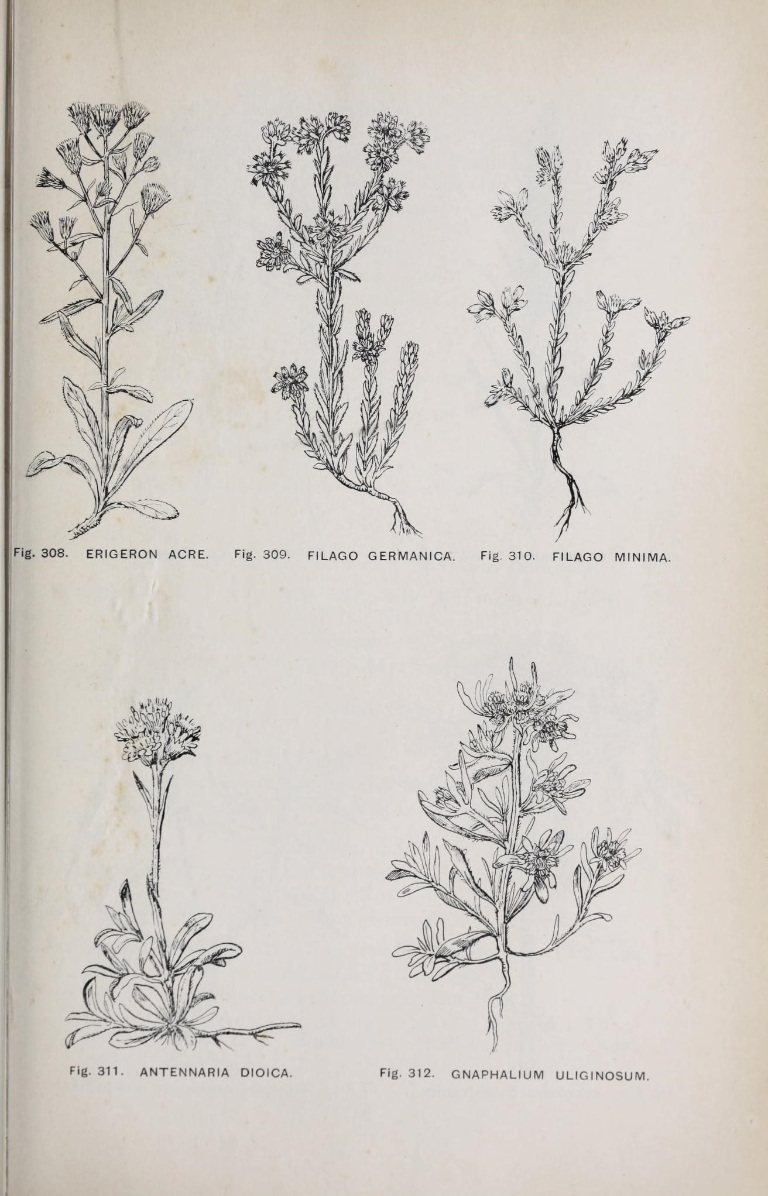 Fig. 308. ERIGERON ACRE. Fig. 309. FILAGO GERMANICA. Fig. 310. FILAGO MINIMA.
Fig. 311. ANTENNARIA DIOICA. Fig. 312. GNAPHALIUM ULIGINOSUM.